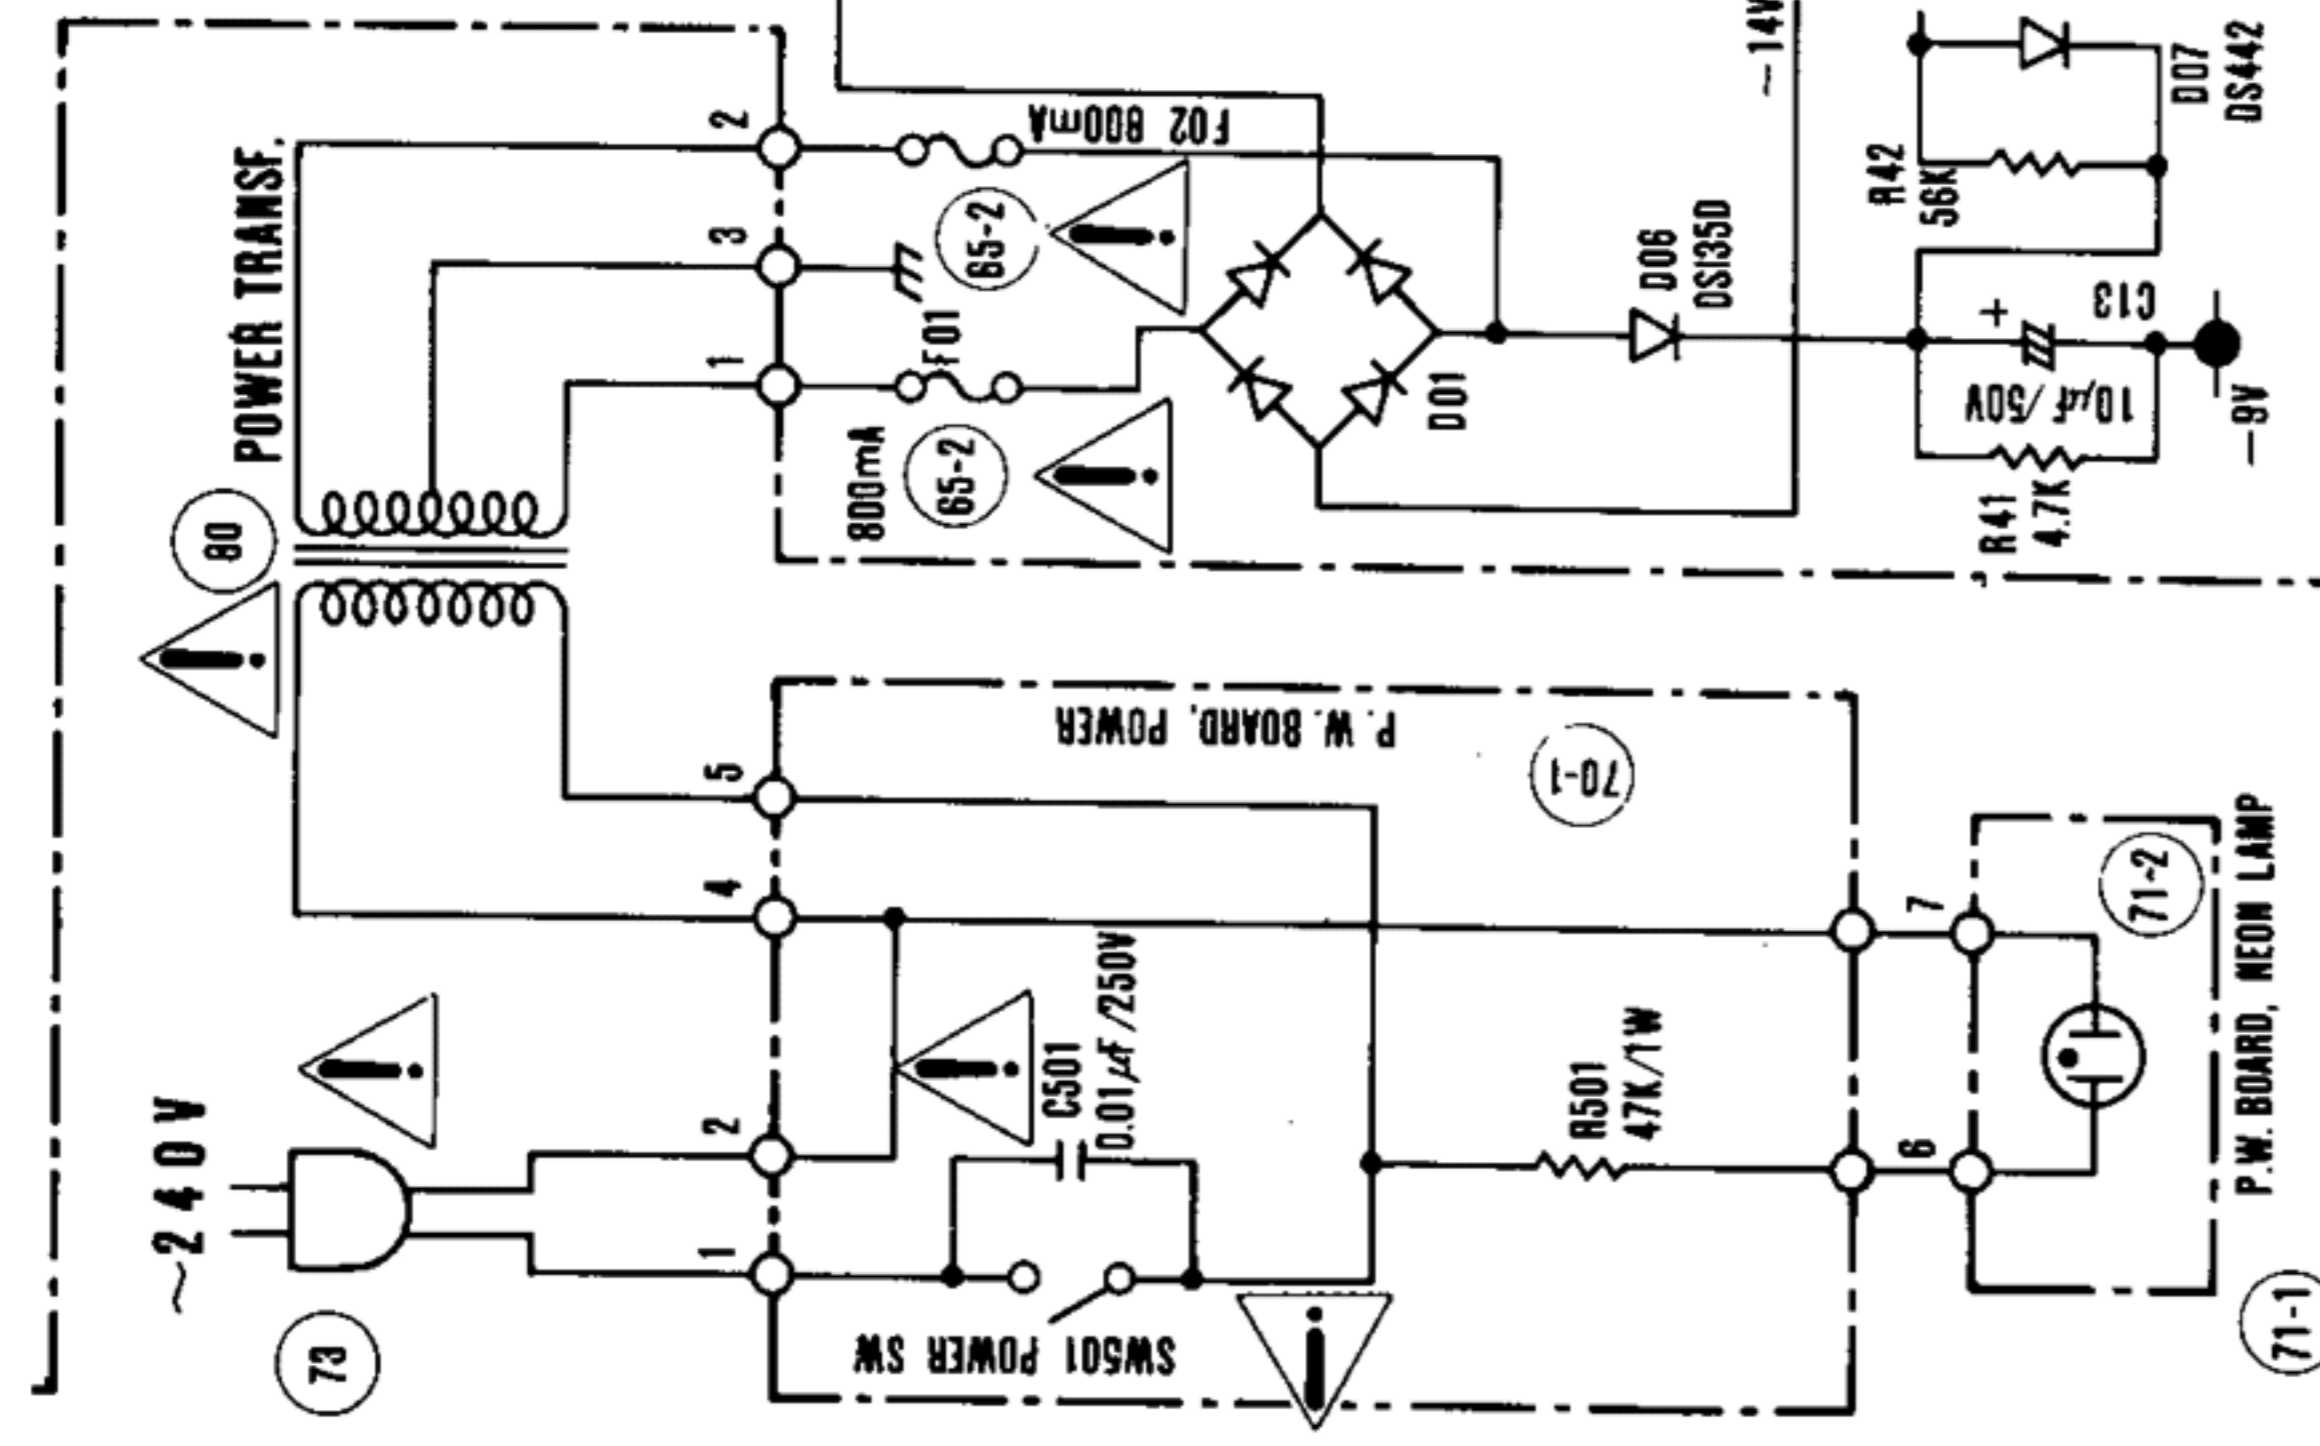 POWER TRANSF.
80
2
3
1
F02 800mA
65-2
F01
800mA
65-2
D01
D06
DS135D
~14V
R42
56K
D07
DS442
+
C13
10μF/50V
R41
4.7K
-9V
P.W.BOARD, POWER
70-1
5
4
2
1
~240V
73
C501
0.01μF/250V
SW501 POWER SW
R501
47K/1W
7
6
71-2
P.W.BOARD, NEON LAMP
71-1